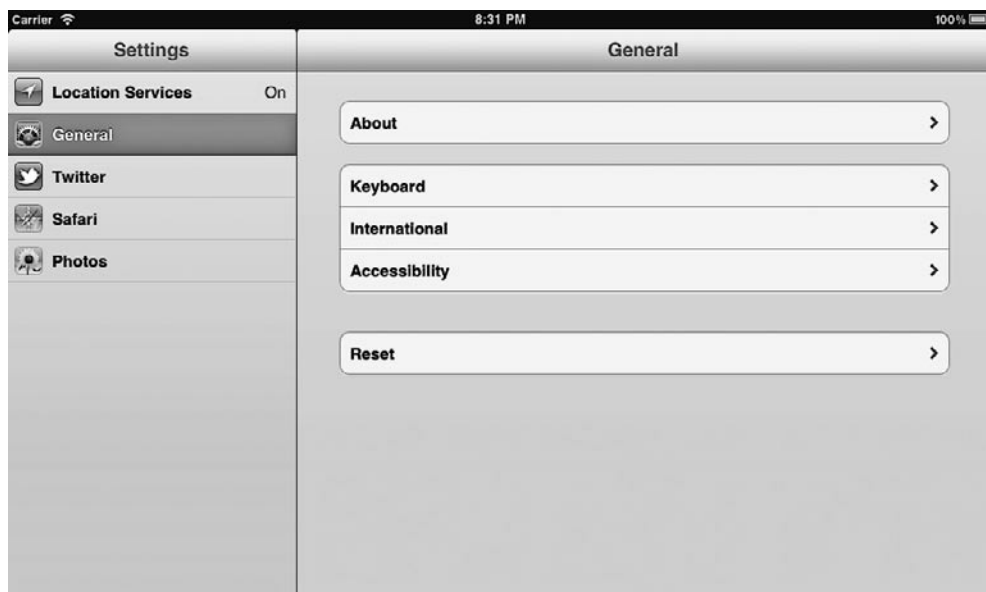 Carrier 8:31 PM 100%
Settings
Location Services On
General
Twitter
Safari
Photos
General
About
Keyboard
International
Accessibility
Reset